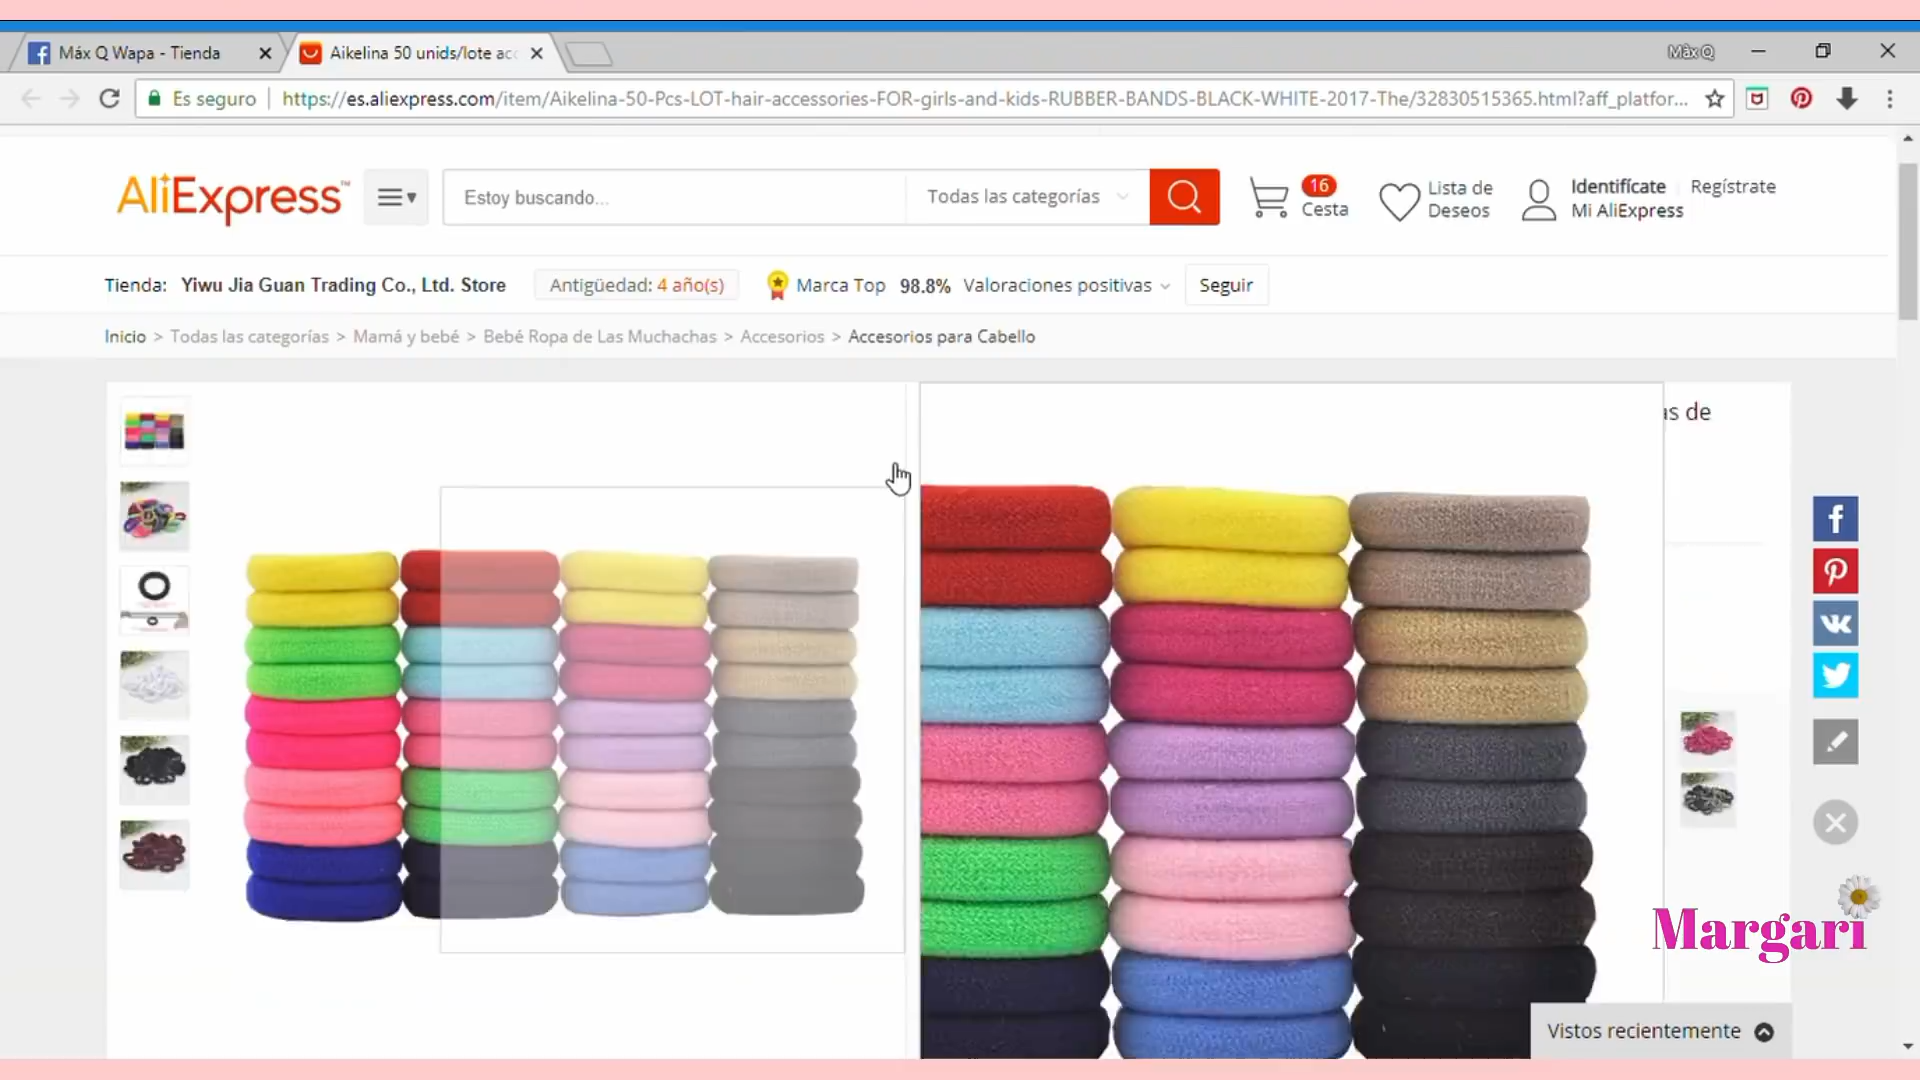 Máx Q Wapa - Tienda
Aikelina 50 unids/lote acc
Máx Q
Es seguro
https://es.aliexpress.com/item/Aikelina-50-Pcs-LOT-hair-accessories-FOR-girls-and-kids-RUBBER-BANDS-BLACK-WHITE-2017-The/32830515365.html?aff_platfor...
AliExpress™
Estoy buscando...
Todas las categorías
16
Cesta
Lista de
Deseos
Identifícate
Mi AliExpress
Regístrate
Tienda: Yiwu Jia Guan Trading Co., Ltd. Store
Antigüedad: 4 año(s)
Marca Top 98.8% Valoraciones positivas
Seguir
Inicio > Todas las categorías > Mamá y bebé > Bebé Ropa de Las Muchachas > Accesorios > Accesorios para Cabello
as de
Margari
Vistos recientemente